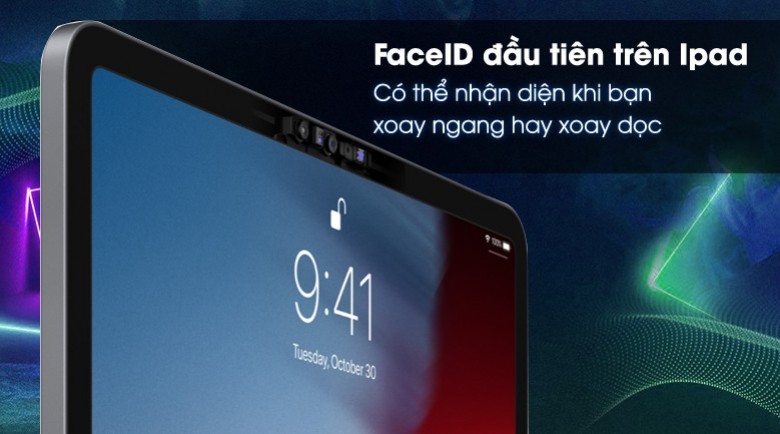 FaceID đầu tiên trên Ipad
Có thể nhận diện khi bạn
xoay ngang hay xoay dọc
100%
9:41
Tuesday, October 30